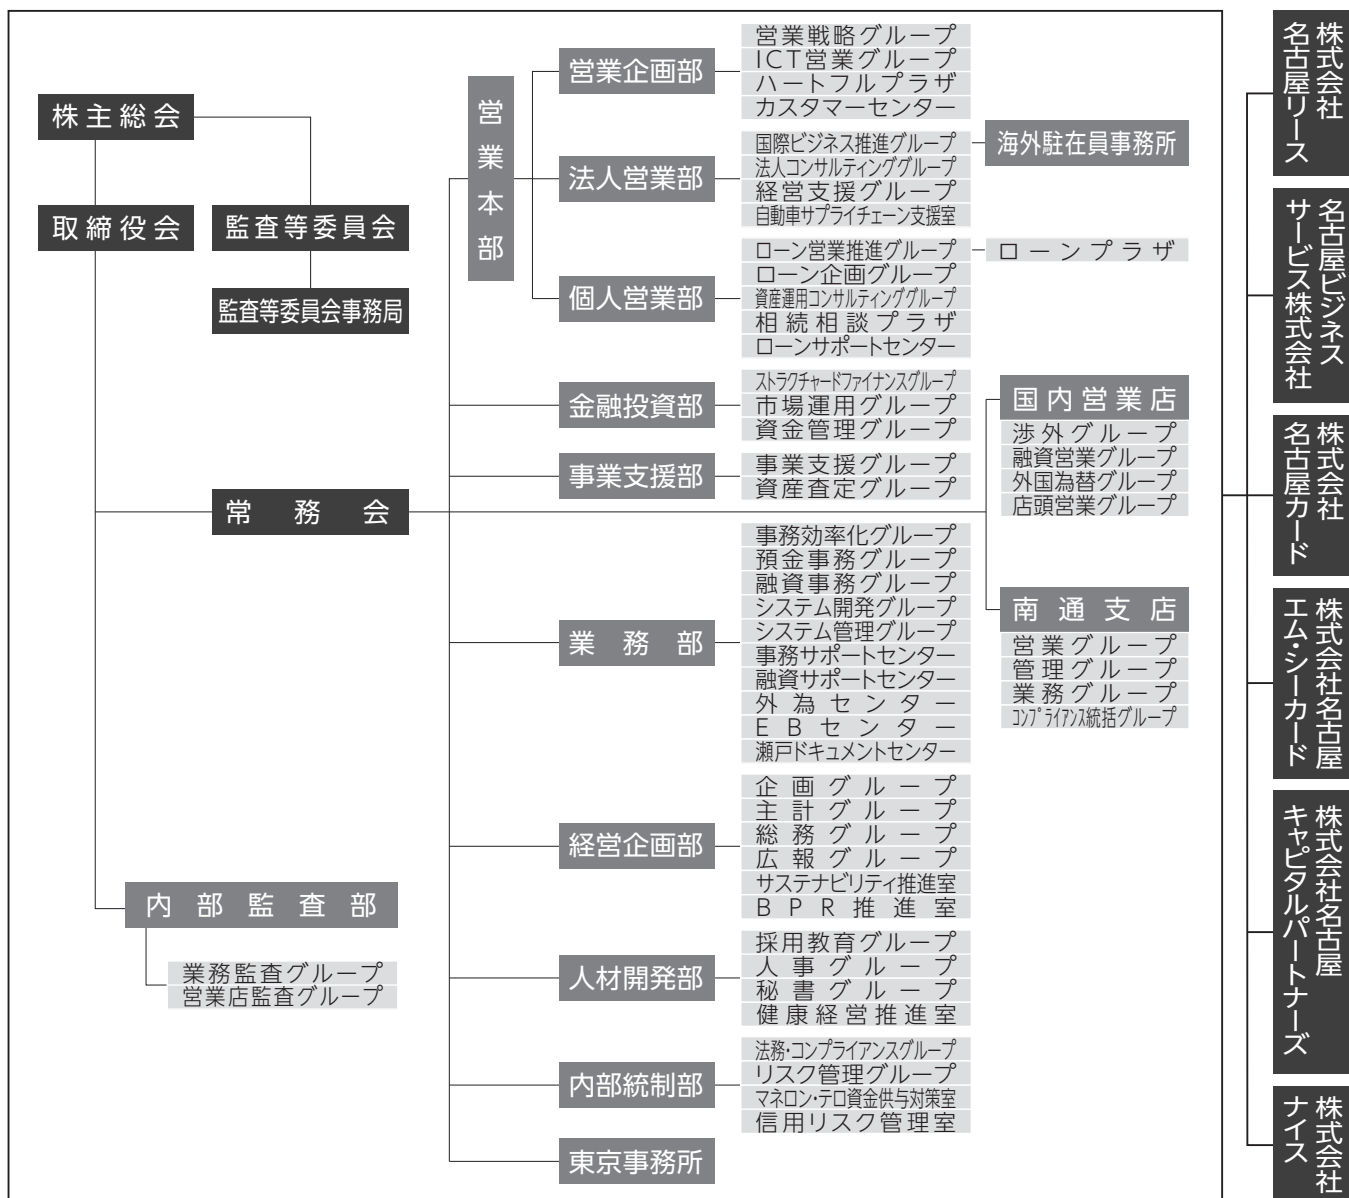 株主総会
取締役会
監査等委員会
監査等委員会事務局
常務会
内部監査部
業務監査グループ
営業店監査グループ
営業本部
営業企画部
営業戦略グループ
ICT営業グループ
ハートフルプラザ
カスタマーセンター
法人営業部
国際ビジネス推進グループ
法人コンサルティンググループ
経営支援グループ
自動車サプライチェーン支援室
海外駐在員事務所
個人営業部
ローン営業推進グループ
ローン企画グループ
資産運用コンサルティンググループ
相続相談プラザ
ローンサポートセンター
ローンプラザ
金融投資部
ストラクチャードファイナンスグループ
市場運用グループ
資金管理グループ
事業支援部
事業支援グループ
資産査定グループ
国内営業店
渉外グループ
融資営業グループ
外国為替グループ
店頭営業グループ
南通支店
営業グループ
管理グループ
業務グループ
コンプライアンス統括グループ
業務部
事務効率化グループ
預金事務グループ
融資事務グループ
システム開発グループ
システム管理グループ
事務サポートセンター
融資サポートセンター
外為センター
EBセンター
瀬戸ドキュメントセンター
経営企画部
企画グループ
主計グループ
総務グループ
広報グループ
サステナビリティ推進室
BPR推進室
人材開発部
採用教育グループ
人事グループ
秘書グループ
健康経営推進室
内部統制部
法務・コンプライアンスグループ
リスク管理グループ
マネロン・テロ資金供与対策室
信用リスク管理室
東京事務所
株式会社
名古屋リース
名古屋ビジネス
サービス株式会社
株式会社
名古屋カード
株式会社名古屋
エム・シーカード
株式会社名古屋
キャピタルパートナーズ
株式会社
ナイス